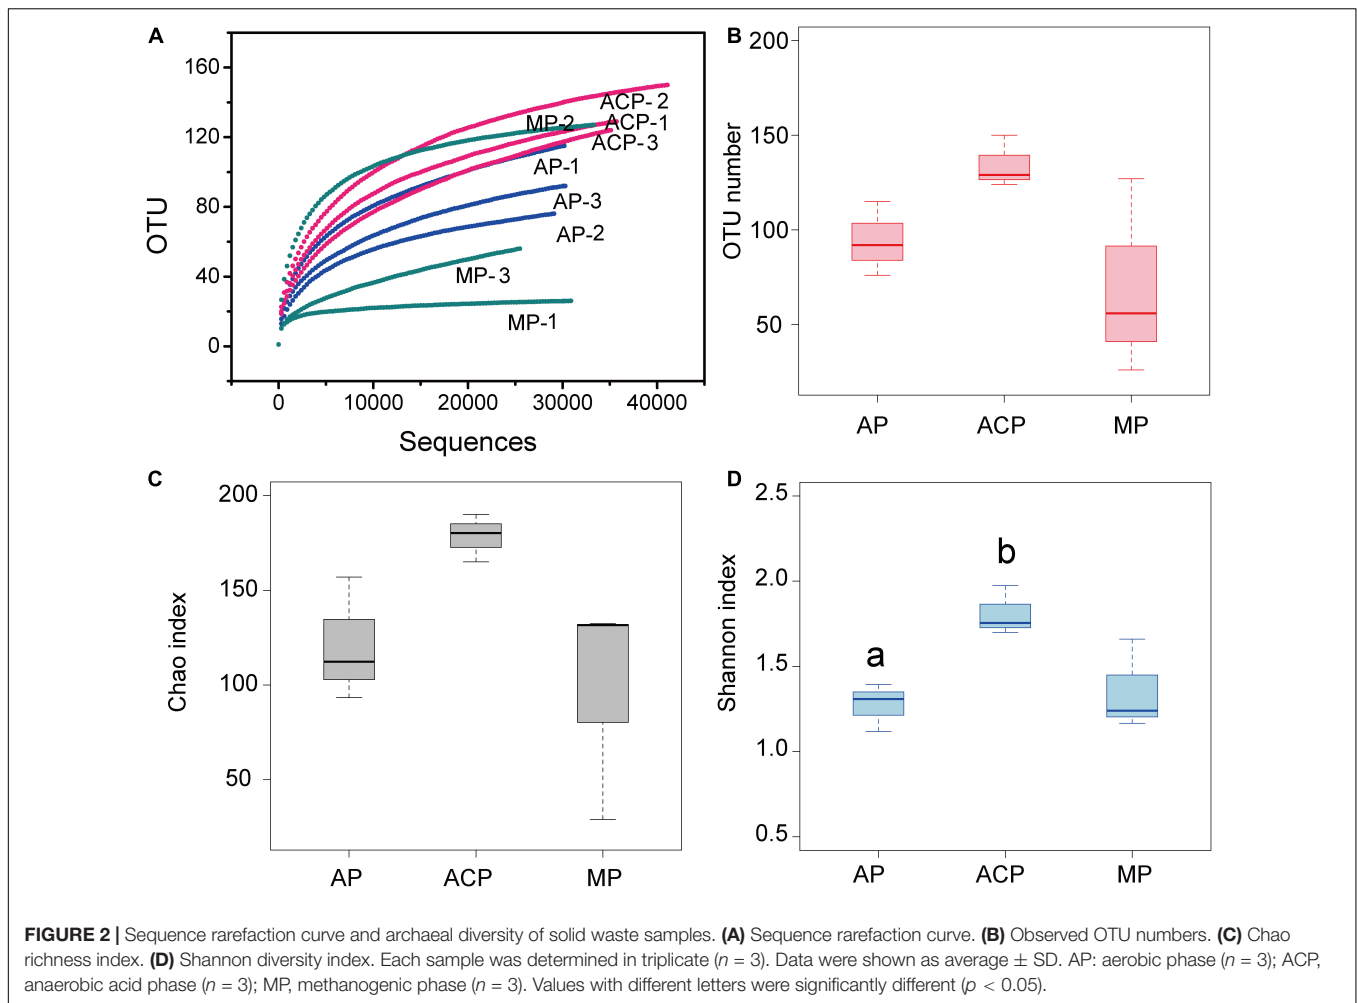 A
160
120
80
40
0
OTU
ACP-2
MP-2
ACP-1
ACP-3
AP-1
AP-3
AP-2
MP-3
MP-1
0 10000 20000 30000 40000
Sequences
B
200
150
100
50
OTU number
AP ACP MP
C
200
150
100
50
Chao index
AP ACP MP
D
2.5
2.0
1.5
1.0
0.5
Shannon index
a
b
AP ACP MP
FIGURE 2 | Sequence rarefaction curve and archaeal diversity of solid waste samples. (A) Sequence rarefaction curve. (B) Observed OTU numbers. (C) Chao
richness index. (D) Shannon diversity index. Each sample was determined in triplicate (n = 3). Data were shown as average ± SD. AP: aerobic phase (n = 3); ACP,
anaerobic acid phase (n = 3); MP, methanogenic phase (n = 3). Values with different letters were significantly different (p < 0.05).